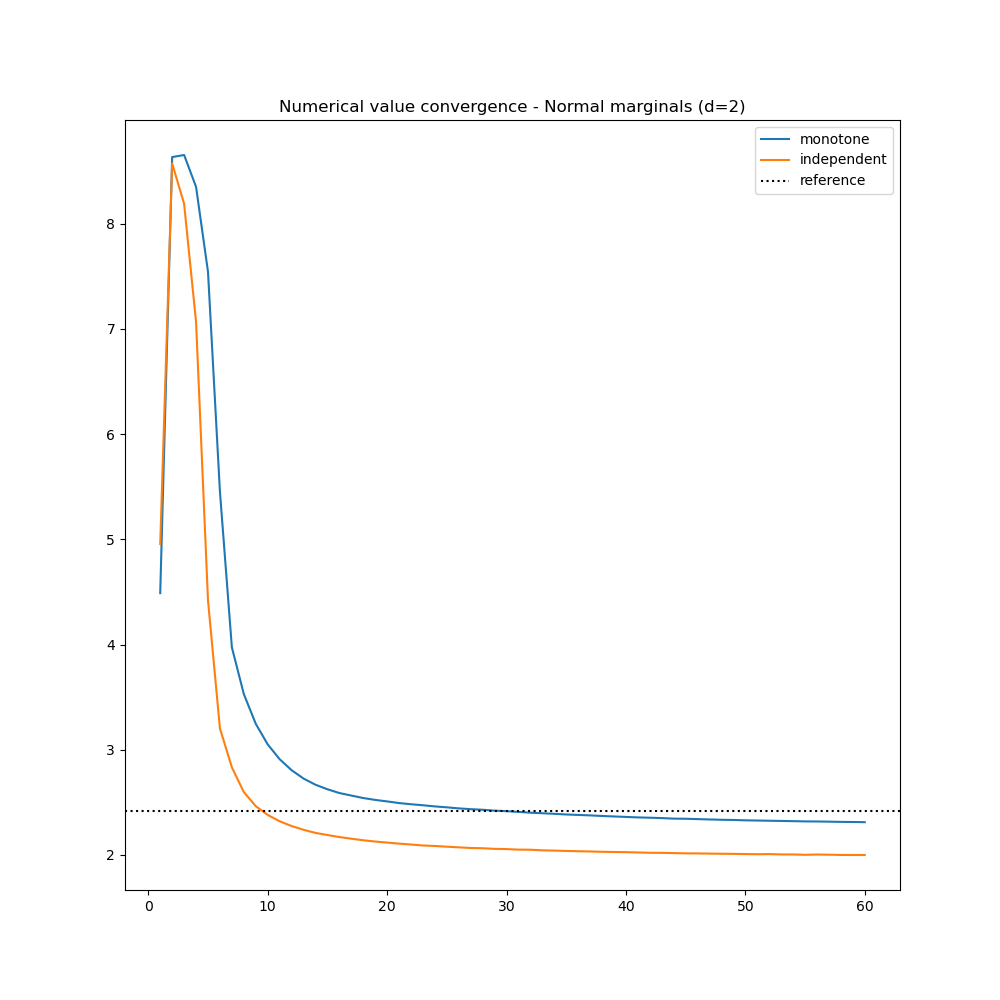 Numerical value convergence - Normal marginals (d=2)
monotone
independent
reference
8
7
6
5
4
3
2
0 10 20 30 40 50 60